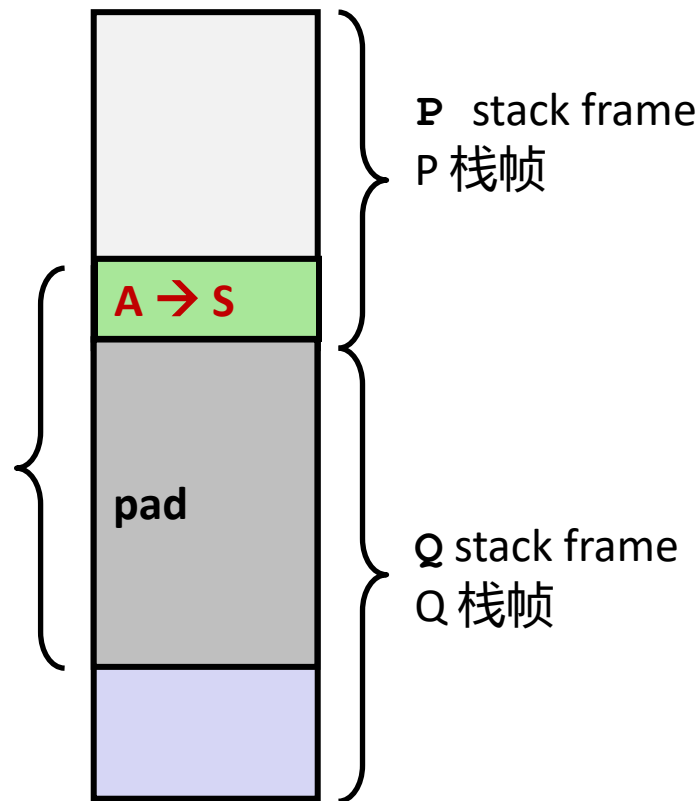 P stack frame
P 栈帧
A → S
pad
Q stack frame
Q 栈帧